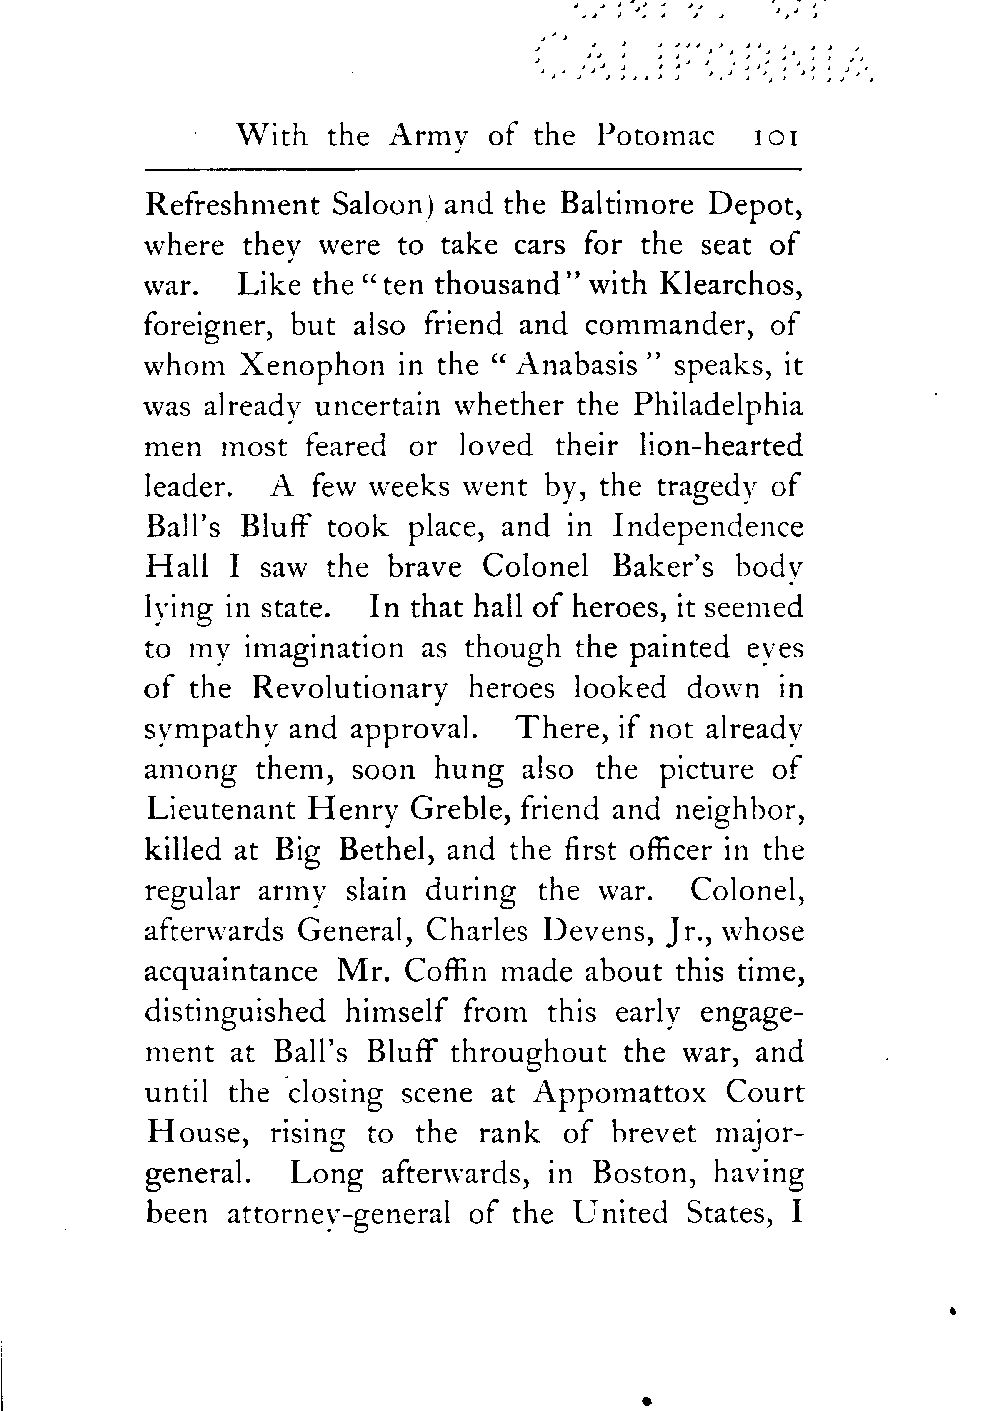 UNIV. OF
CALIFORNIA
With the Army of the Potomac 101
Refreshment Saloon) and the Baltimore Depot,
where they were to take cars for the seat of
war. Like the “ten thousand” with Klearchos,
foreigner, but also friend and commander, of
whom Xenophon in the “Anabasis” speaks, it
was already uncertain whether the Philadelphia
men most feared or loved their lion-hearted
leader. A few weeks went by, the tragedy of
Ball's Bluff took place, and in Independence
Hall I saw the brave Colonel Baker's body
lying in state. In that hall of heroes, it seemed
to my imagination as though the painted eyes
of the Revolutionary heroes looked down in
sympathy and approval. There, if not already
among them, soon hung also the picture of
Lieutenant Henry Greble, friend and neighbor,
killed at Big Bethel, and the first officer in the
regular army slain during the war. Colonel,
afterwards General, Charles Devens, Jr., whose
acquaintance Mr. Coffin made about this time,
distinguished himself from this early engage-
ment at Ball's Bluff throughout the war, and
until the closing scene at Appomattox Court
House, rising to the rank of brevet major-
general. Long afterwards, in Boston, having
been attorney-general of the United States, I